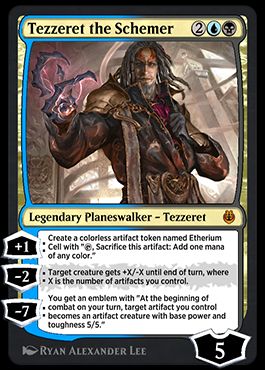 Tezzeret the Schemer 2
Legendary Planeswalker – Tezzeret
+1
Create a colorless artifact token named Etherium
Cell with "T, Sacrifice this artifact: Add one mana
of any color."
-2
Target creature gets +X/-X until end of turn, where
X is the number of artifacts you control.
-7
You get an emblem with "At the beginning of
combat on your turn, target artifact you control
becomes an artifact creature with base power and
toughness 5/5."
5
Ryan Alexander Lee